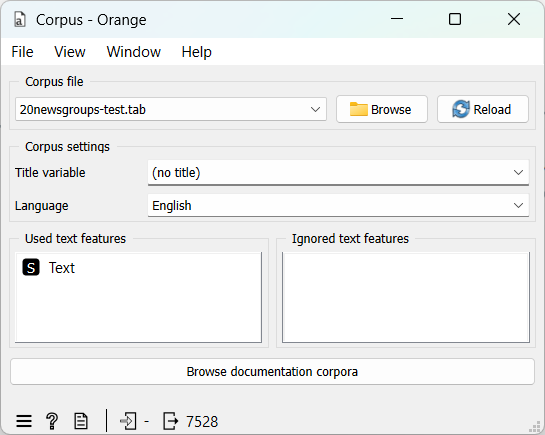 Corpus - Orange
File View Window Help
Corpus file
20newsgroups-test.tab Browse Reload
Corpus settings
Title variable (no title)
Language English
Used text features Ignored text features
S Text
Browse documentation corpora
? - 7528